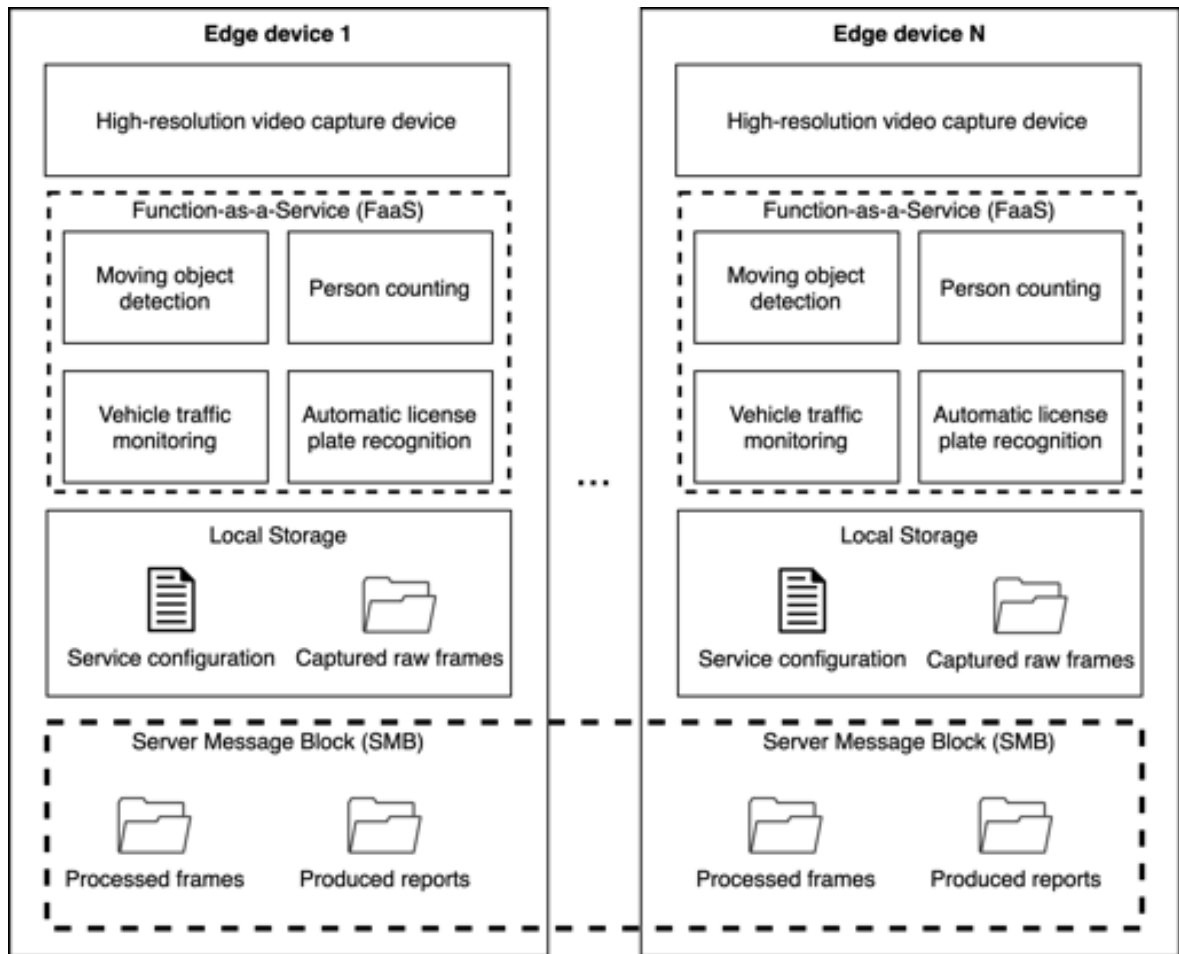 Edge device 1
High-resolution video capture device
Function-as-a-Service (FaaS)
Moving object
detection
Person counting
Vehicle traffic
monitoring
Automatic license
plate recognition
Local Storage
Service configuration
Captured raw frames
Server Message Block (SMB)
Processed frames
Produced reports
...
Edge device N
High-resolution video capture device
Function-as-a-Service (FaaS)
Moving object
detection
Person counting
Vehicle traffic
monitoring
Automatic license
plate recognition
Local Storage
Service configuration
Captured raw frames
Server Message Block (SMB)
Processed frames
Produced reports